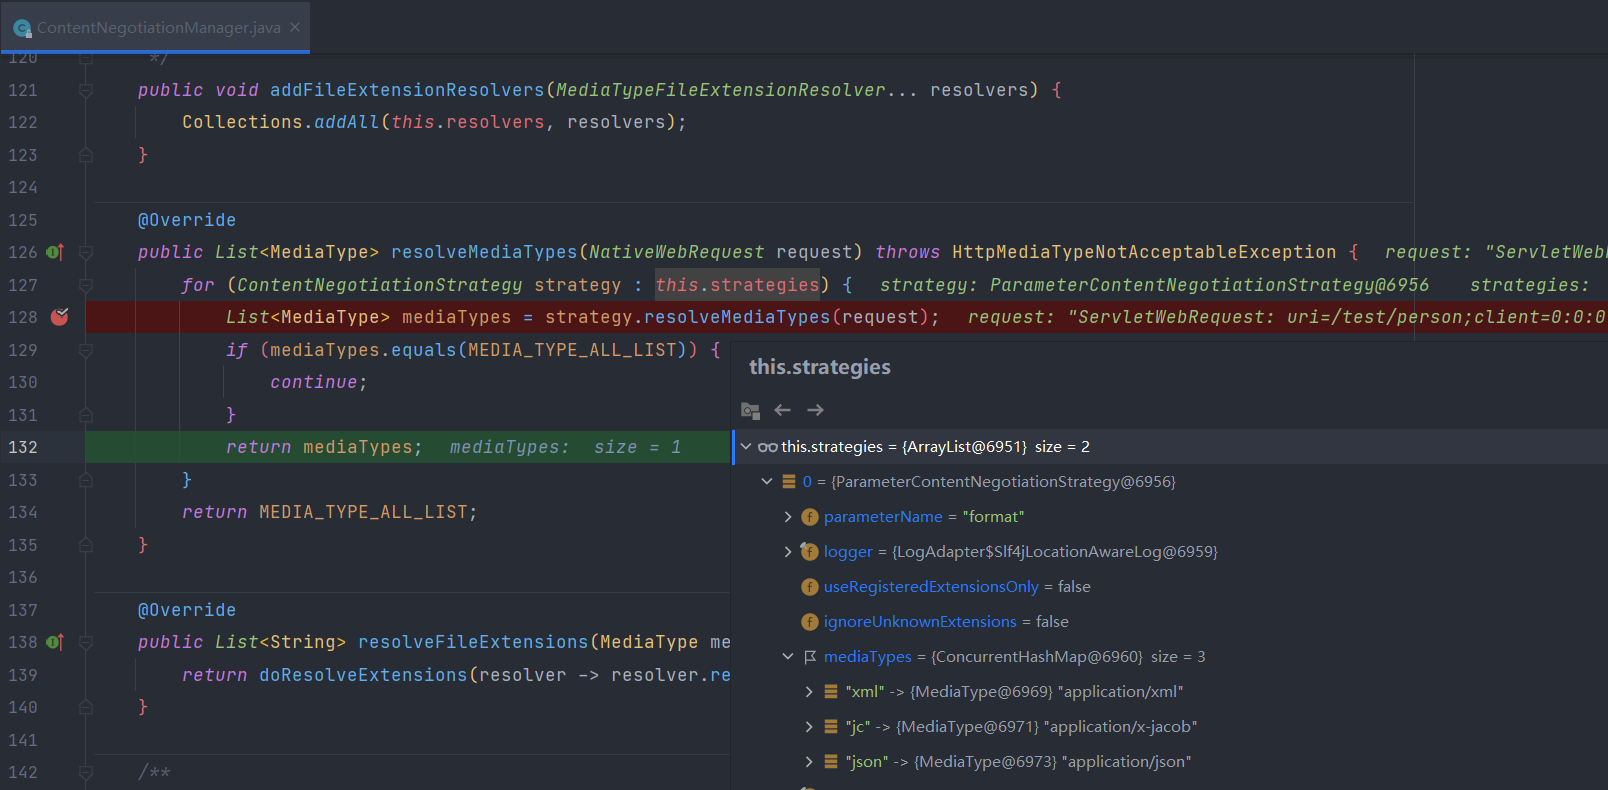 ContentNegotiationManager.java
120 */
121 public void addFileExtensionResolvers(MediaTypeFileExtensionResolver... resolvers) {
122 Collections.addAll(this.resolvers, resolvers);
123 }
124
125 @Override
126 public List<MediaType> resolveMediaTypes(NativeWebRequest request) throws HttpMediaTypeNotAcceptableException { request: "ServletWeb
127 for (ContentNegotiationStrategy strategy : this.strategies) { strategy: ParameterContentNegotiationStrategy@6956 strategies:
128 List<MediaType> mediaTypes = strategy.resolveMediaTypes(request); request: "ServletWebRequest: uri=/test/person;client=0:0:0
129 if (mediaTypes.equals(MEDIA_TYPE_ALL_LIST)) {
130 continue;
131 }
132 return mediaTypes; mediaTypes: size = 1
133 }
134 return MEDIA_TYPE_ALL_LIST;
135 }
136
137 @Override
138 public List<String> resolveFileExtensions(MediaType me
139 return doResolveExtensions(resolver -> resolver.re
140 }
141
142 /**
this.strategies
this.strategies = {ArrayList@6951} size = 2
0 = {ParameterContentNegotiationStrategy@6956}
parameterName = "format"
logger = {LogAdapter$Slf4jLocationAwareLog@6959}
useRegisteredExtensionsOnly = false
ignoreUnknownExtensions = false
mediaTypes = {ConcurrentHashMap@6960} size = 3
"xml" -> {MediaType@6969} "application/xml"
"jc" -> {MediaType@6971} "application/x-jacob"
"json" -> {MediaType@6973} "application/json"